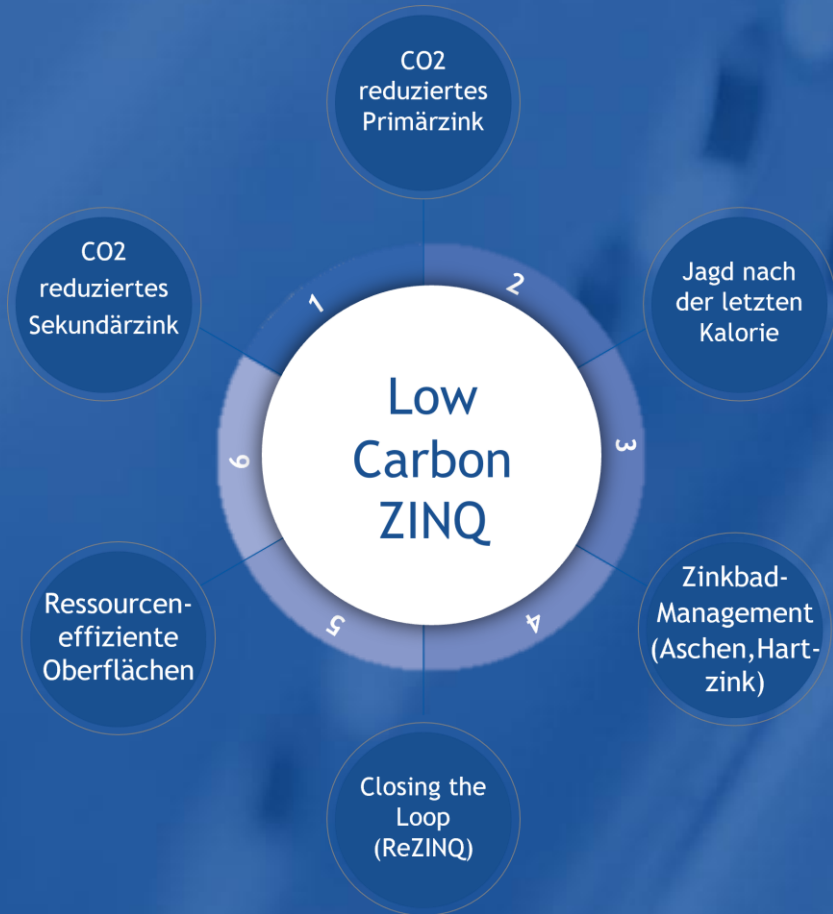 CO2
reduziertes
Primärzink
CO2
reduziertes
Sekundärzink
Jagd nach
der letzten
Kalorie
1
2
3
4
5
6
Low
Carbon
ZINQ
Ressourcen-
effiziente
Oberflächen
Zinkbad-
Management
(Aschen,Hart-
zink)
Closing the
Loop
(ReZINQ)